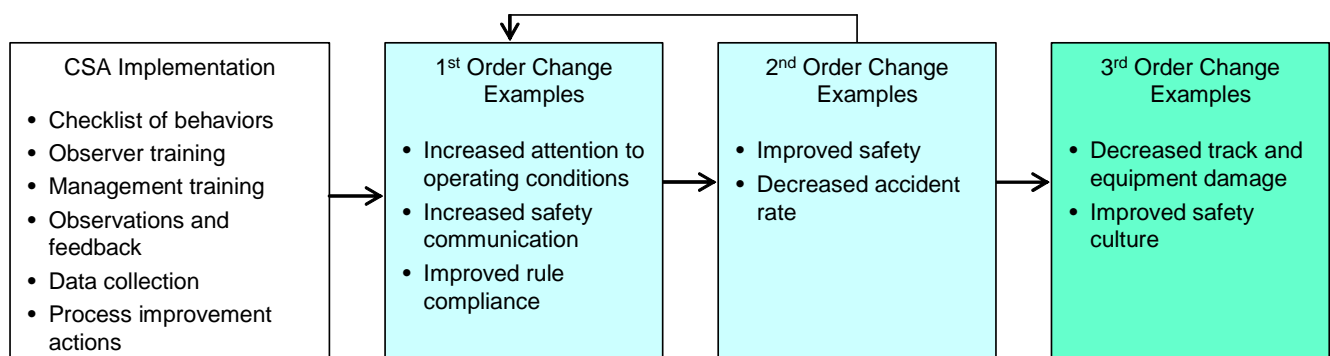 CSA Implementation
• Checklist of behaviors
• Observer training
• Management training
• Observations and
feedback
• Data collection
• Process improvement
actions
1st Order Change
Examples
• Increased attention to
operating conditions
• Increased safety
communication
• Improved rule
compliance
2nd Order Change
Examples
• Improved safety
• Decreased accident
rate
3rd Order Change
Examples
• Decreased track and
equipment damage
• Improved safety
culture